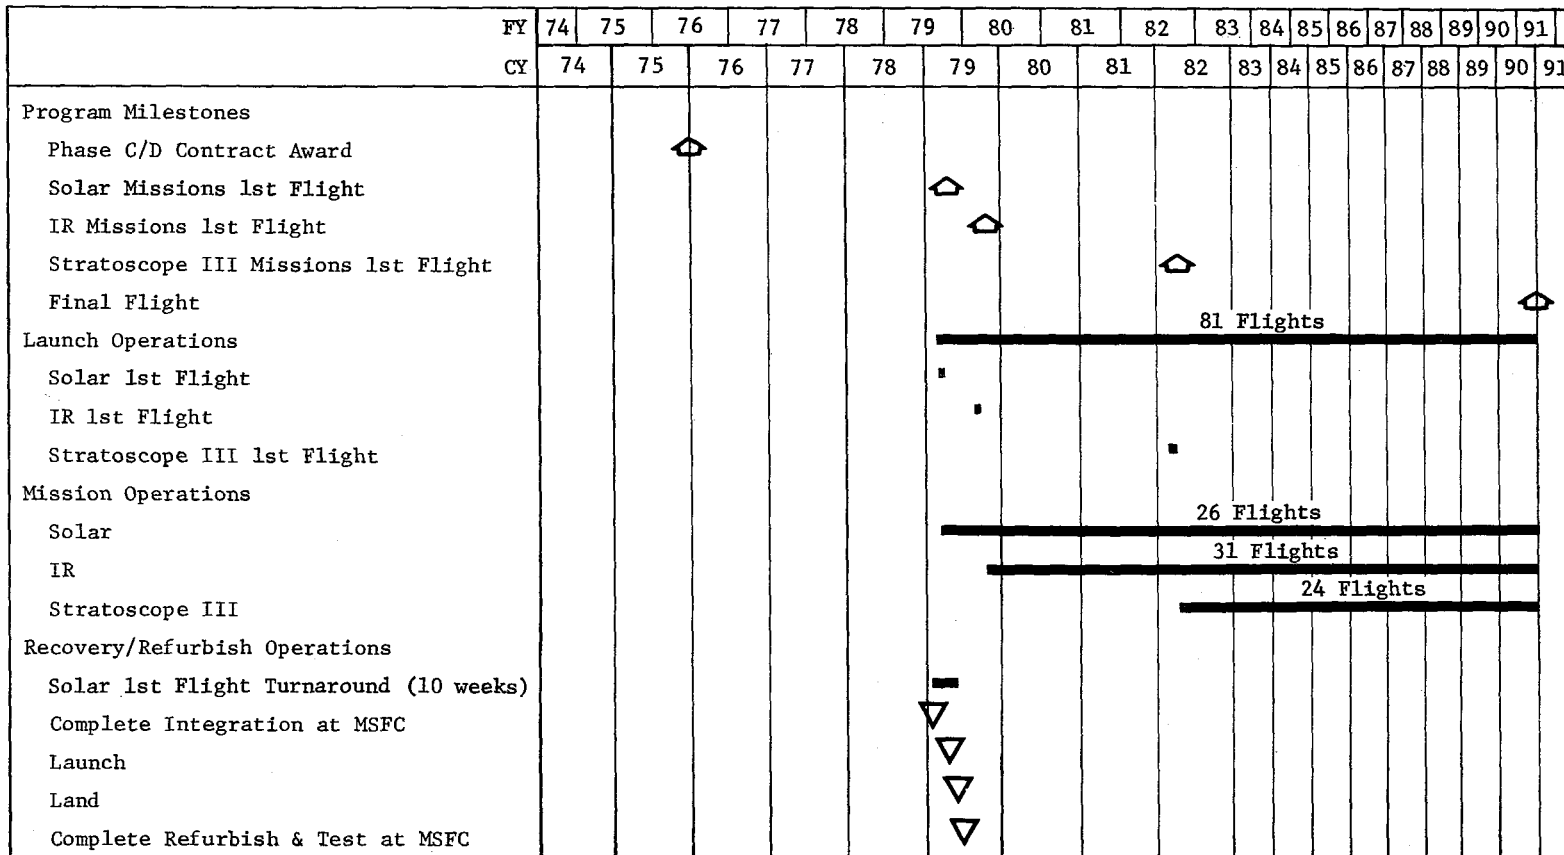 FY 74 75 76 77 78 79 80 81 82 83 84 85 86 87 88 89 90 91
CY 74 75 76 77 78 79 80 81 82 83 84 85 86 87 88 89 90 91
Program Milestones
Phase C/D Contract Award
Solar Missions 1st Flight
IR Missions 1st Flight
Stratoscope III Missions 1st Flight
Final Flight
81 Flights
Launch Operations
Solar 1st Flight
IR 1st Flight
Stratoscope III 1st Flight
Mission Operations
26 Flights
Solar
31 Flights
IR
24 Flights
Stratoscope III
Recovery/Refurbish Operations
Solar 1st Flight Turnaround (10 weeks)
Complete Integration at MSFC
Launch
Land
Complete Refurbish & Test at MSFC